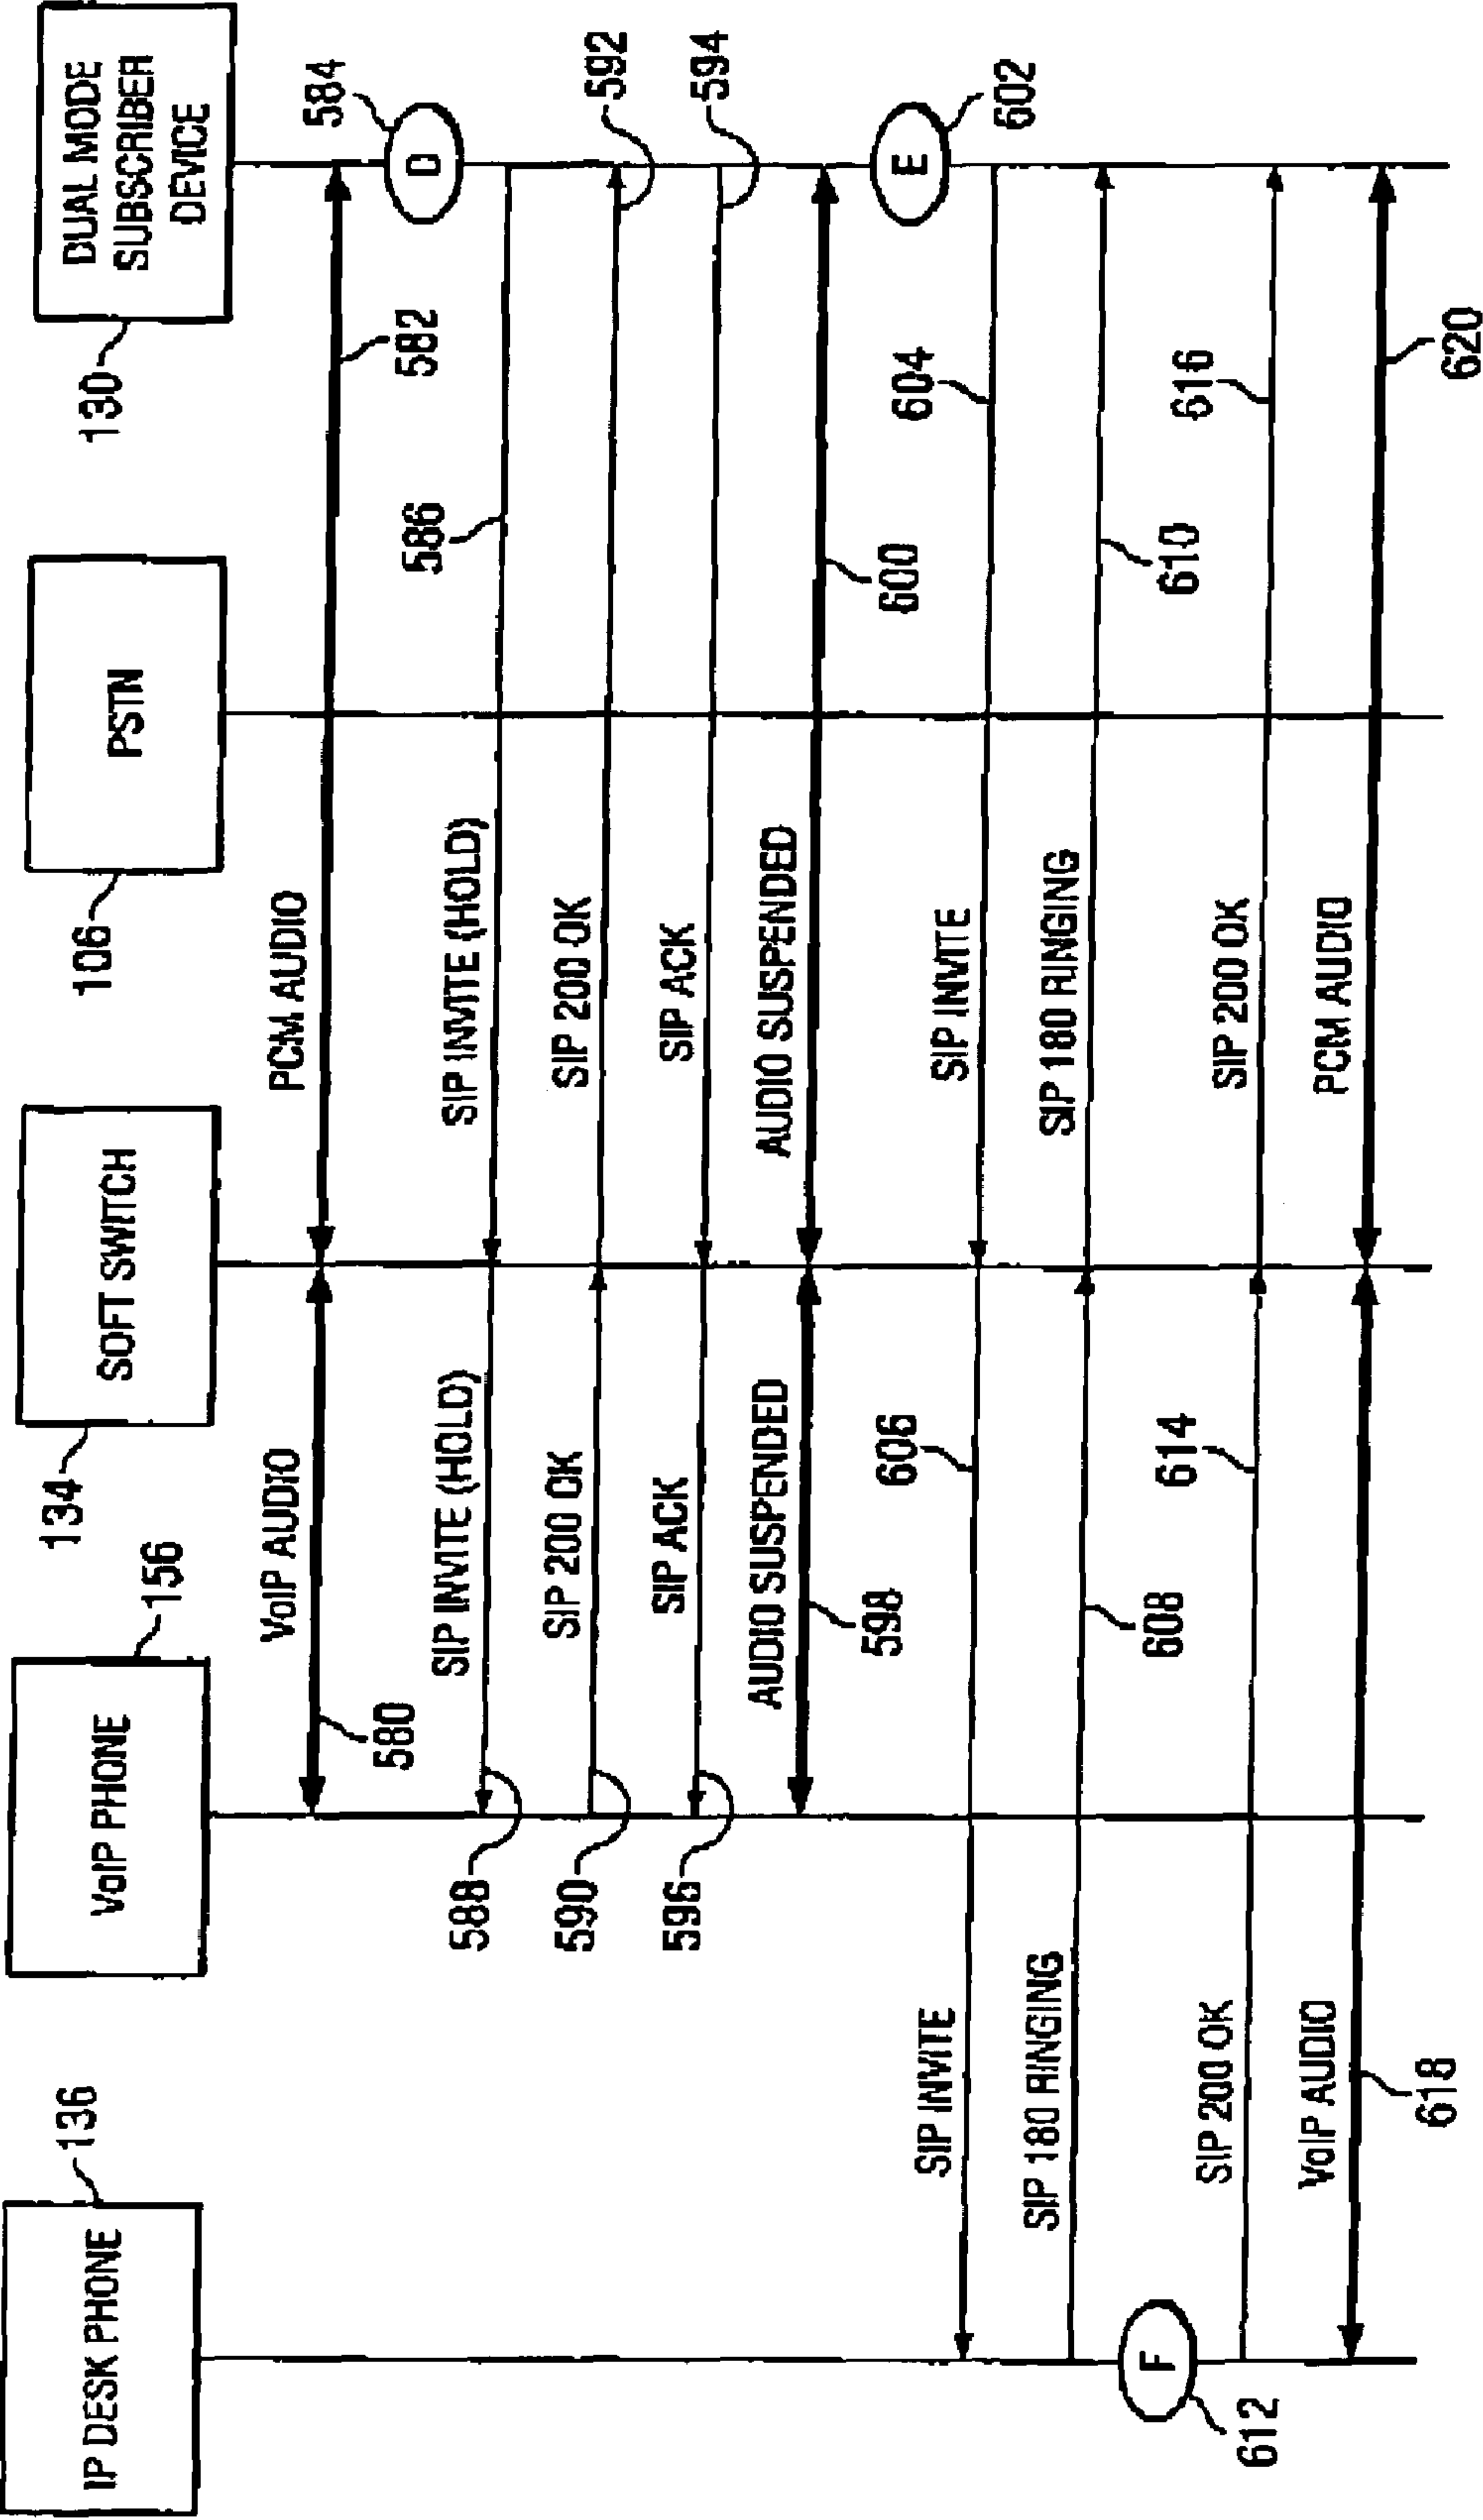 IP DESK PHONE
136
VoIP PHONE
156
SOFT SWITCH
134
PSTN
106
DUAL MODE
SUBSCRIBER
DEVICE
130
VoIP AUDIO
580
PCM AUDIO
582
584
D
SIP INVITE (HOLD)
588
SIP INVITE (HOLD)
586
SIP 200 OK
590
SIP 200 OK
592
SIP ACK
596
SIP ACK
594
AUDIO SUSPENDED
598
AUDIO SUSPENDED
600
E
602
SIP INVITE
606
SIP INVITE
604
SIP 180 RINGING
608
SIP 180 RINGING
610
F
612
SIP 200 OK
614
SIP 200 OK
616
VoIP AUDIO
618
PCM AUDIO
620